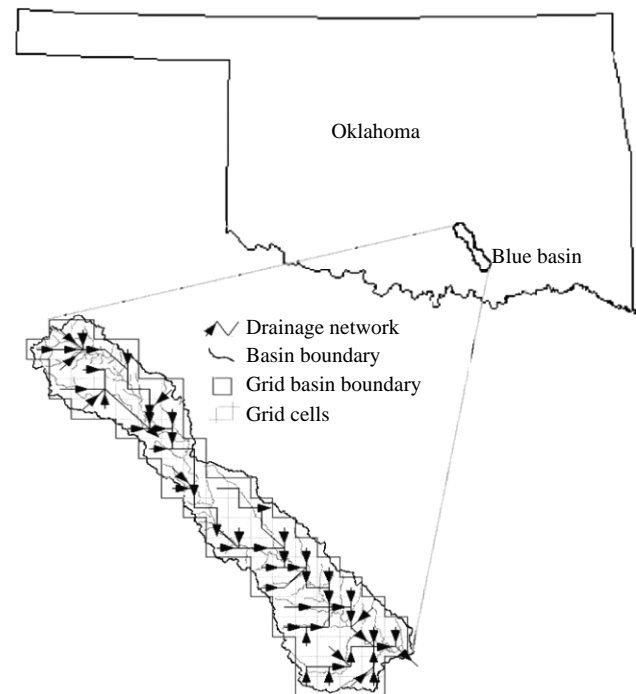 Oklahoma
Blue basin
Drainage network
Basin boundary
Grid basin boundary
Grid cells